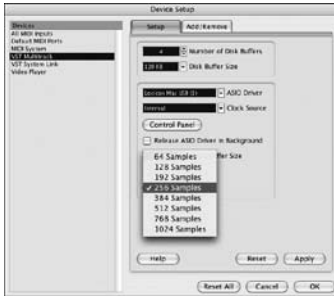 Device Setup
Devices
All MIDI Inputs
Default MIDI Ports
MIDI System
VST Multitrack
VST System Link
Video Player
Setup
Add/Remove
4
Number of Disk Buffers
128 KB
Disk Buffer Size
ASIO Driver
Internal
Clock Source
Control Panel
Release ASIO Driver in Background
64 Samples
128 Samples
192 Samples
✓ 256 Samples
384 Samples
512 Samples
768 Samples
1024 Samples
Size
Help
Reset
Apply
Reset All
Cancel
OK